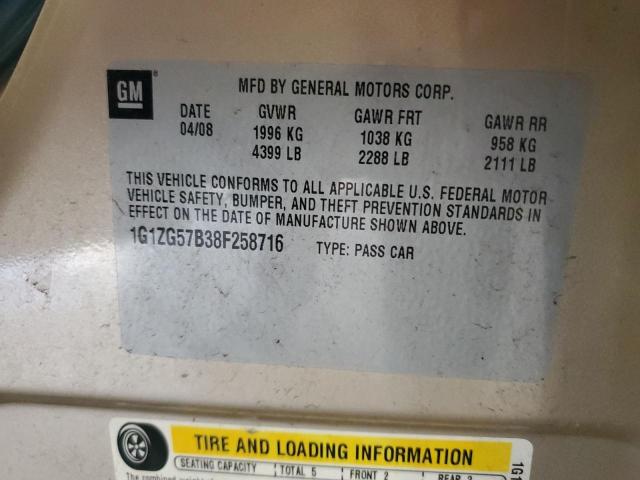 GM
MFD BY GENERAL MOTORS CORP.
DATE GVWR GAWR FRT GAWR RR
04/08 1996 KG 1038 KG 958 KG
4399 LB 2288 LB 2111 LB
THIS VEHICLE CONFORMS TO ALL APPLICABLE U.S. FEDERAL MOTOR
VEHICLE SAFETY, BUMPER, AND THEFT PREVENTION STANDARDS IN
EFFECT ON THE DATE OF MANUFACTURE SHOWN ABOVE.
1G1ZG57B38F258716 TYPE: PASS CAR
TIRE AND LOADING INFORMATION
SEATING CAPACITY TOTAL 5 FRONT 2 REAR 3
1G1